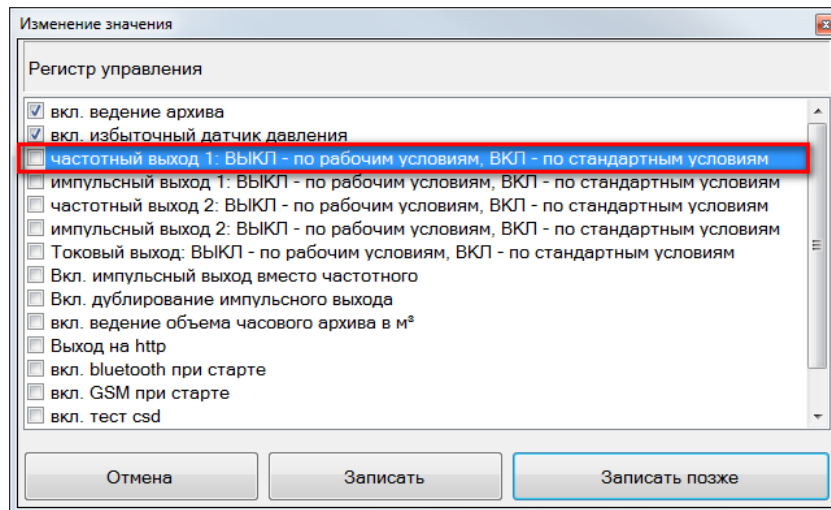 Изменение значения
Регистр управления
вкл. ведение архива
вкл. избыточный датчик давления
частотный выход 1: ВЫКЛ - по рабочим условиям, ВКЛ - по стандартным условиям
импульсный выход 1: ВЫКЛ - по рабочим условиям, ВКЛ - по стандартным условиям
частотный выход 2: ВЫКЛ - по рабочим условиям, ВКЛ - по стандартным условиям
импульсный выход 2: ВЫКЛ - по рабочим условиям, ВКЛ - по стандартным условиям
Токовый выход: ВЫКЛ - по рабочим условиям, ВКЛ - по стандартным условиям
Вкл. импульсный выход вместо частотного
Вкл. дублирование импульсного выхода
вкл. ведение объема часового архива в м³
Выход на http
вкл. bluetooth при старте
вкл. GSM при старте
вкл. тест csd
Отмена Записать Записать позже